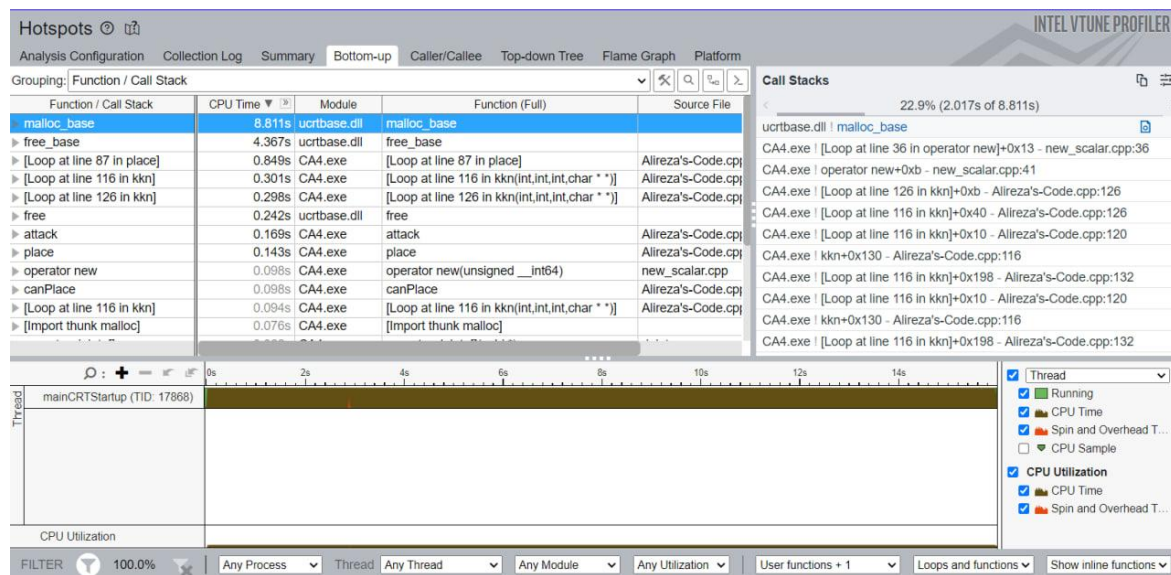 Hotspots
INTEL VTUNE PROFILER
Analysis Configuration Collection Log Summary Bottom-up Caller/Callee Top-down Tree Flame Graph Platform
Grouping: Function / Call Stack
Function / Call Stack CPU Time Module Function (Full) Source File
malloc_base 8.811s ucrtbase.dll malloc_base
free_base 4.367s ucrtbase.dll free_base
[Loop at line 87 in place] 0.849s CA4.exe [Loop at line 87 in place] Alireza's-Code.cpp
[Loop at line 116 in kkn] 0.301s CA4.exe [Loop at line 116 in kkn(int,int,int,char * *)] Alireza's-Code.cpp
[Loop at line 126 in kkn] 0.298s CA4.exe [Loop at line 126 in kkn(int,int,int,char * *)] Alireza's-Code.cpp
free 0.242s ucrtbase.dll free
attack 0.169s CA4.exe attack Alireza's-Code.cpp
place 0.143s CA4.exe place Alireza's-Code.cpp
operator new 0.098s CA4.exe operator new(unsigned __int64) new_scalar.cpp
canPlace 0.098s CA4.exe canPlace Alireza's-Code.cpp
[Loop at line 116 in kkn] 0.094s CA4.exe [Loop at line 116 in kkn(int,int,int,char * *)] Alireza's-Code.cpp
[Import thunk malloc] 0.076s CA4.exe [Import thunk malloc]
Call Stacks
22.9% (2.017s of 8.811s)
ucrtbase.dll ! malloc_base
CA4.exe ! [Loop at line 36 in operator new]+0x13 - new_scalar.cpp:36
CA4.exe ! operator new+0xb - new_scalar.cpp:41
CA4.exe ! [Loop at line 126 in kkn]+0xb - Alireza's-Code.cpp:126
CA4.exe ! [Loop at line 116 in kkn]+0x40 - Alireza's-Code.cpp:126
CA4.exe ! [Loop at line 116 in kkn]+0x10 - Alireza's-Code.cpp:120
CA4.exe ! kkn+0x130 - Alireza's-Code.cpp:116
CA4.exe ! [Loop at line 116 in kkn]+0x198 - Alireza's-Code.cpp:132
CA4.exe ! [Loop at line 116 in kkn]+0x10 - Alireza's-Code.cpp:120
CA4.exe ! kkn+0x130 - Alireza's-Code.cpp:116
CA4.exe ! [Loop at line 116 in kkn]+0x198 - Alireza's-Code.cpp:132
0s 2s 4s 6s 8s 10s 12s 14s
Thread
mainCRTStartup (TID: 17868)
CPU Utilization
Thread
Running
CPU Time
Spin and Overhead T...
CPU Sample
CPU Utilization
CPU Time
Spin and Overhead T...
FILTER 100.0% Any Process Thread Any Thread Any Module Any Utilization User functions + 1 Loops and functions Show inline functions